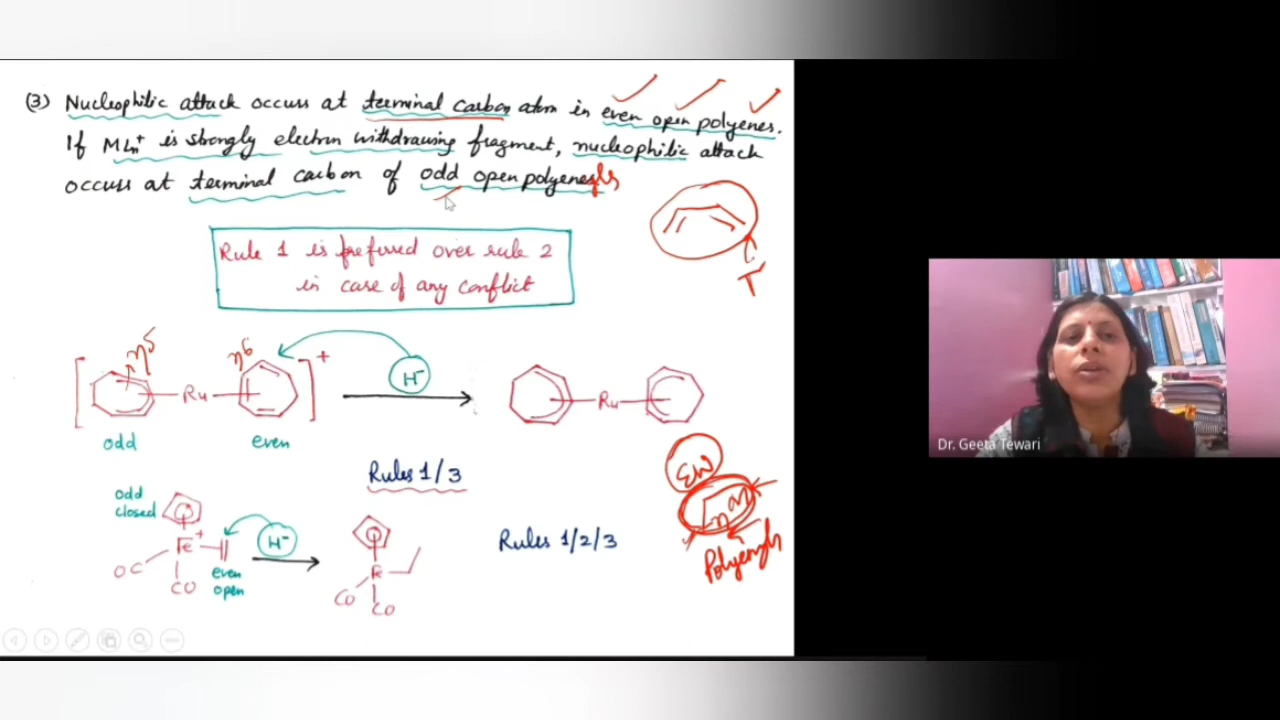 (3) Nucleophilic attack occurs at terminal carbon atom in even open polyenes.
If MLn+ is strongly electron withdrawing fragment, nucleophilic attack
occurs at terminal carbon of odd open polyeneyls
T
Rule 1 is preferred over rule 2
in case of any conflict
η5
η6
+
Ru
H-
Ru
odd
even
EW
Rules 1/3
odd
closed
Fe+
H-
OC
CO
even
open
Fe
CO
CO
Rules 1/2/3
Polyenyls
Dr. Geeta Tewari